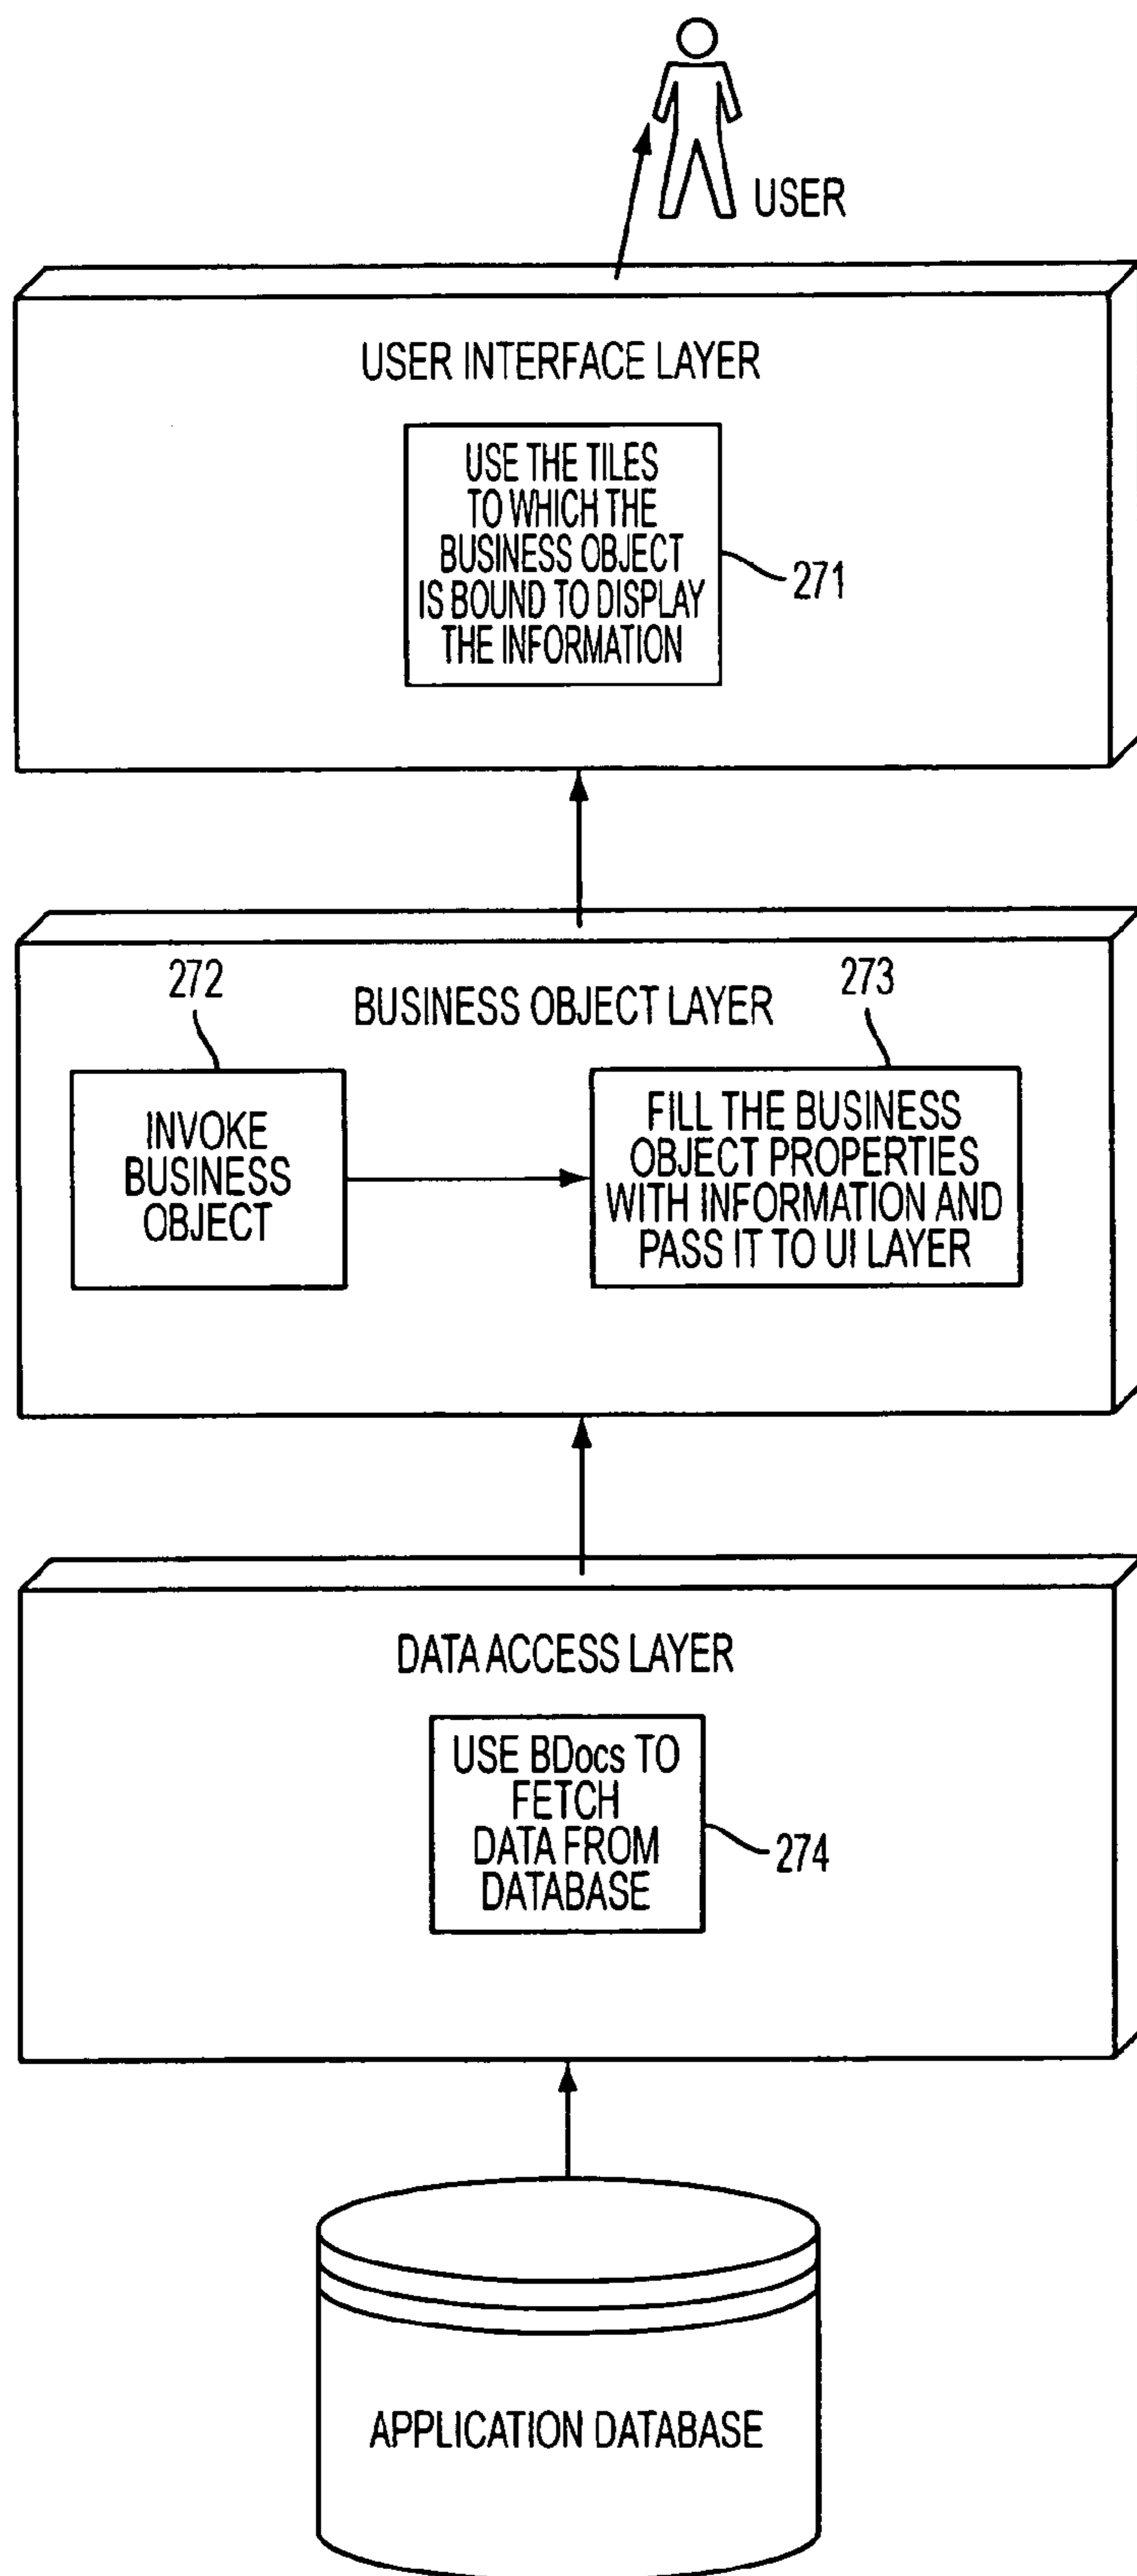 USER
USER INTERFACE LAYER
USE THE TILES
TO WHICH THE
BUSINESS OBJECT
IS BOUND TO DISPLAY
THE INFORMATION
271
272
BUSINESS OBJECT LAYER
273
INVOKE
BUSINESS
OBJECT
FILL THE BUSINESS
OBJECT PROPERTIES
WITH INFORMATION AND
PASS IT TO UI LAYER
DATA ACCESS LAYER
USE BDocs TO
FETCH
DATA FROM
DATABASE
274
APPLICATION DATABASE